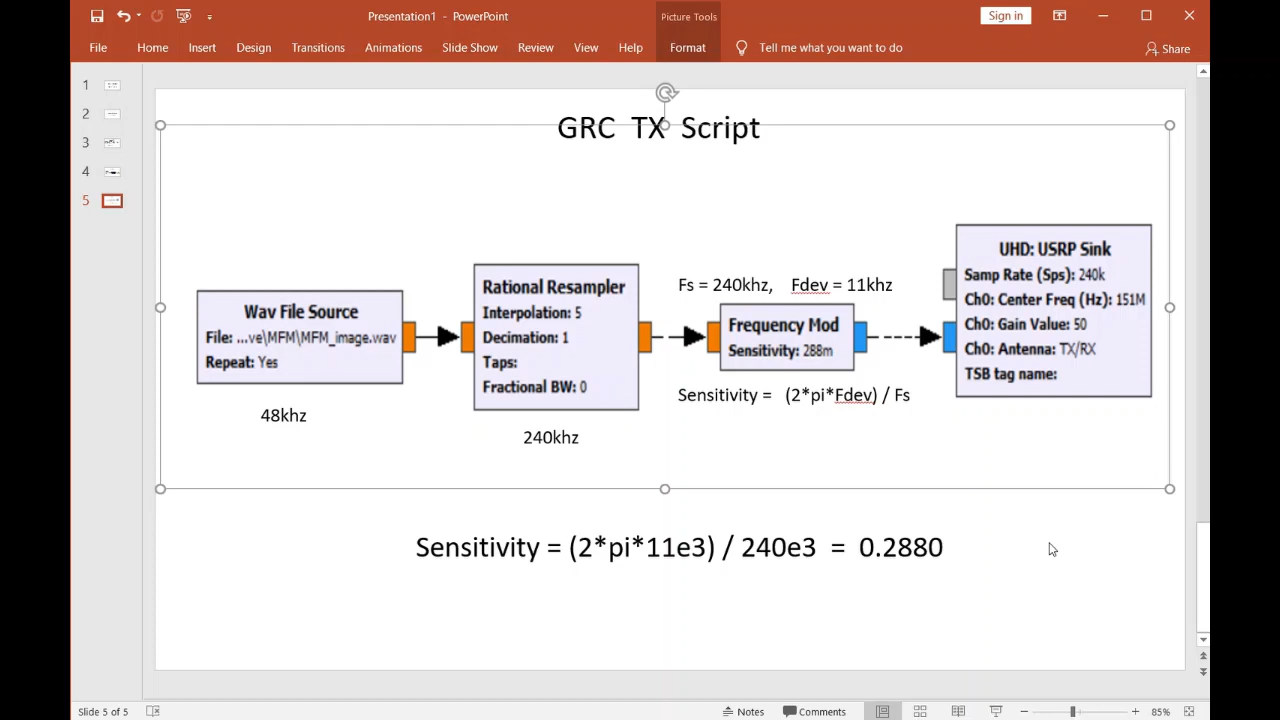 Presentation1 - PowerPoint
Picture Tools
Sign in
File Home Insert Design Transitions Animations Slide Show Review View Help Format Tell me what you want to do Share
1
2
3
4
5
GRC TX Script
Wav File Source
File: ...ve\MFM\MFM_image.wav
Repeat: Yes
48khz
Rational Resampler
Interpolation: 5
Decimation: 1
Taps:
Fractional BW: 0
240khz
Fs = 240khz, Fdev = 11khz
Frequency Mod
Sensitivity: 288m
Sensitivity = (2*pi*Fdev) / Fs
UHD: USRP Sink
Samp Rate (Sps): 240k
Ch0: Center Freq (Hz): 151M
Ch0: Gain Value: 50
Ch0: Antenna: TX/RX
TSB tag name:
Sensitivity = (2*pi*11e3) / 240e3 = 0.2880
Slide 5 of 5
Notes Comments 85%